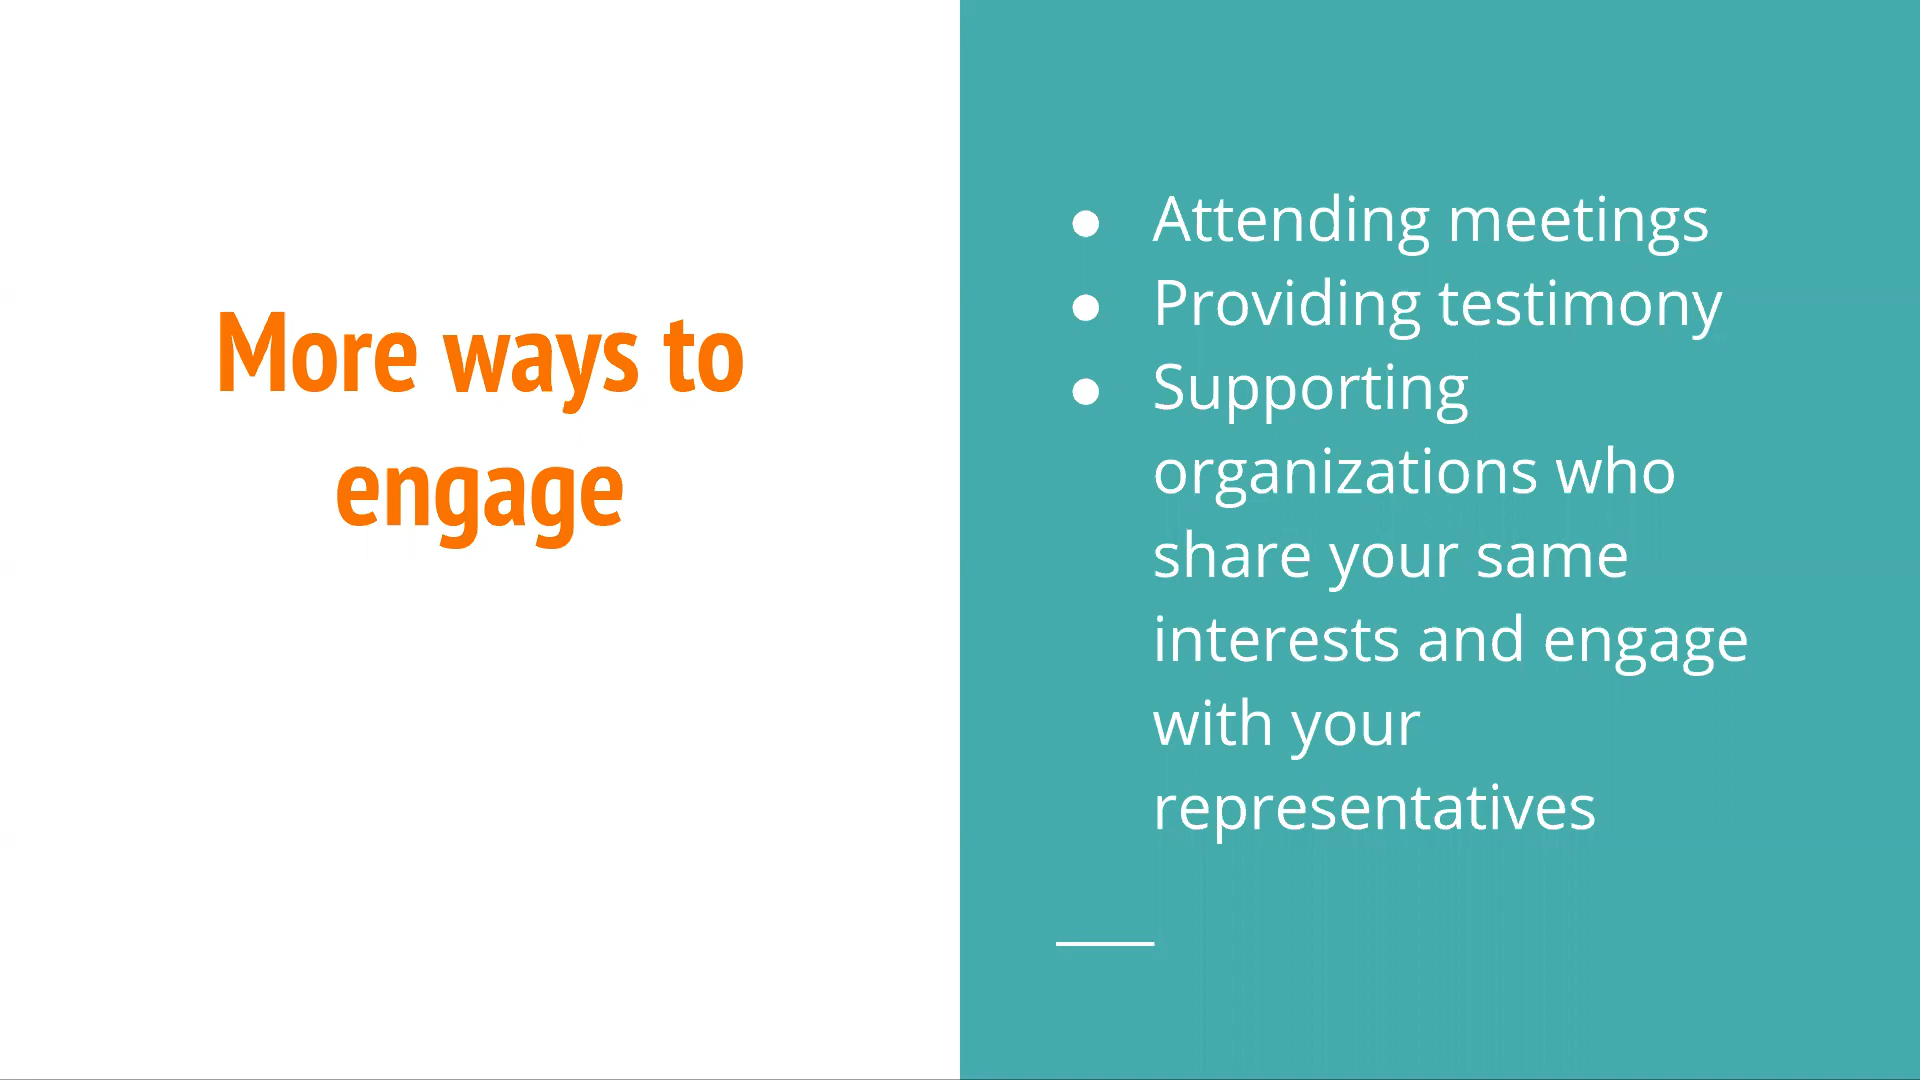 More ways to
engage
● Attending meetings
● Providing testimony
● Supporting
organizations who
share your same
interests and engage
with your
representatives